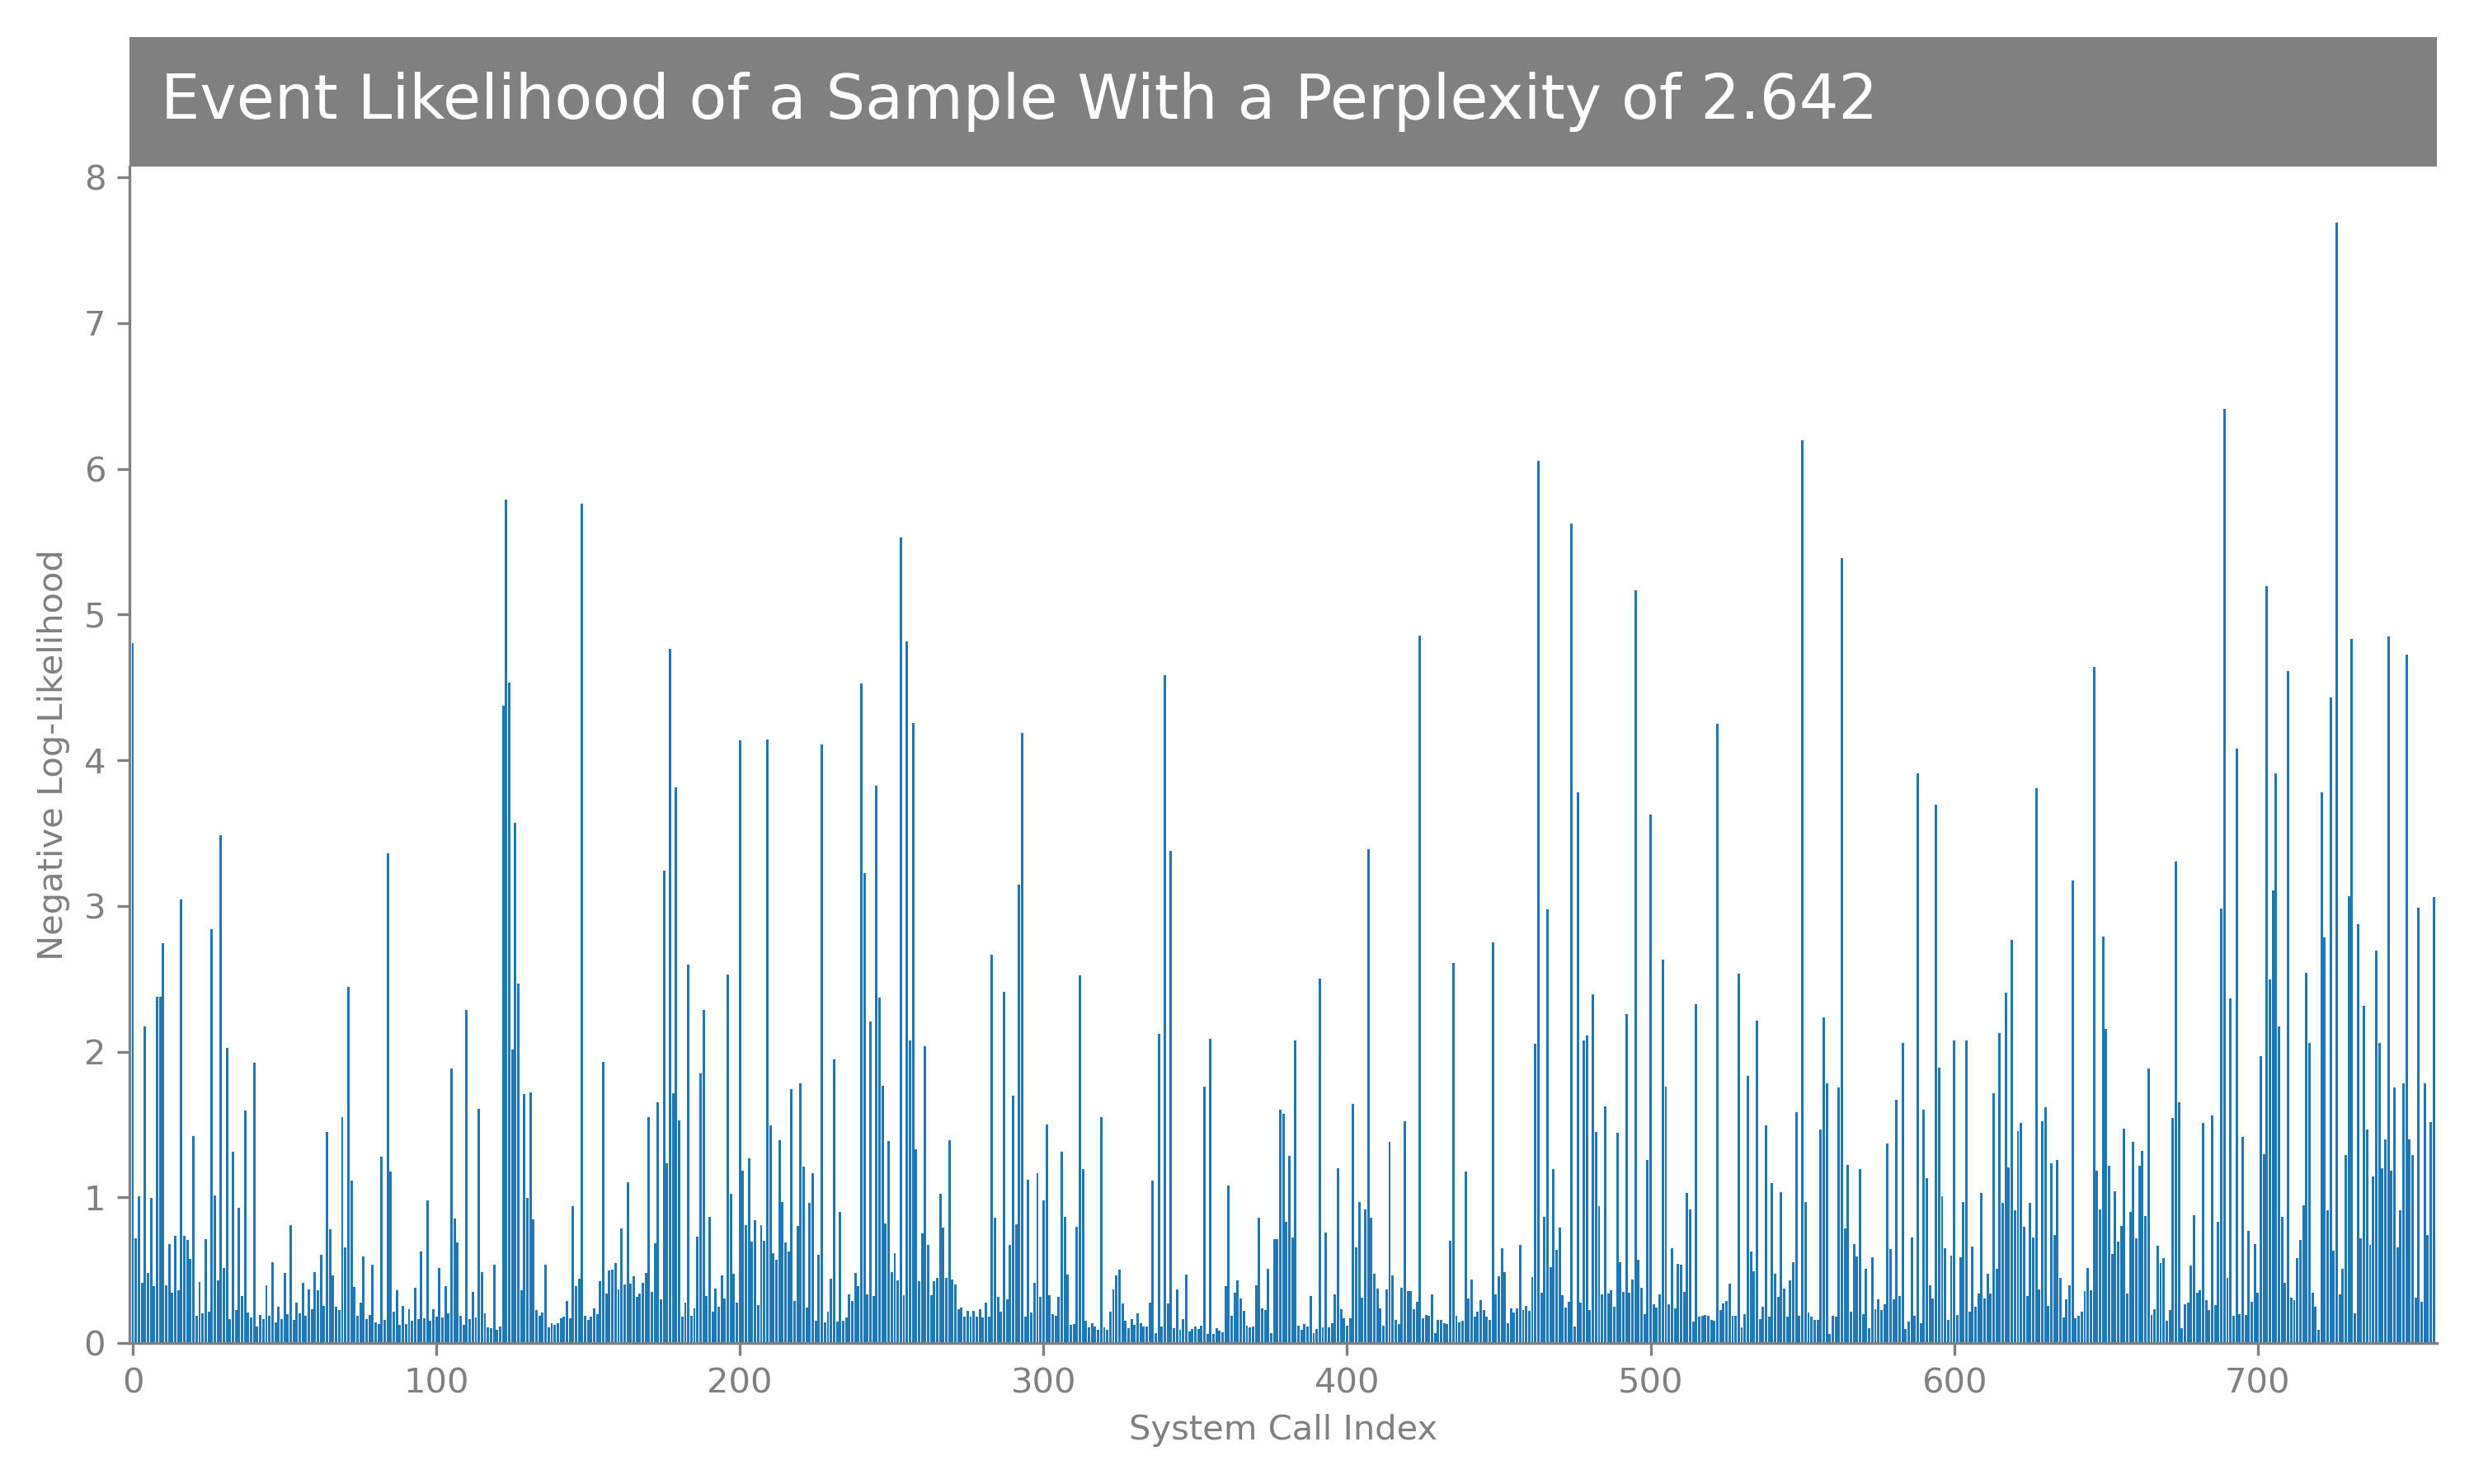 Event Likelihood of a Sample With a Perplexity of 2.642
8
7
6
5
4
3
2
1
0
Negative Log-Likelihood
0 100 200 300 400 500 600 700
System Call Index